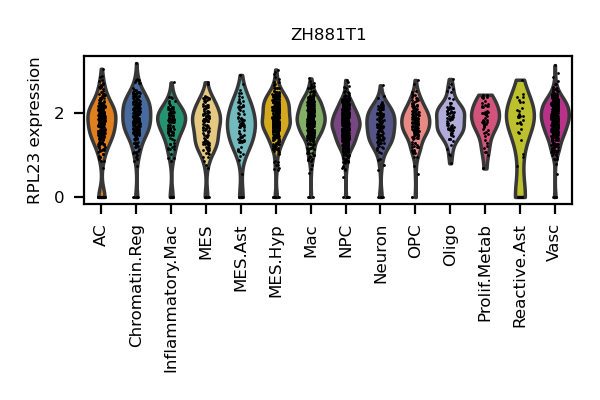 ZH881T1
RPL23 expression
2
0
AC
Chromatin.Reg
Inflammatory.Mac
MES
MES.Ast
MES.Hyp
Mac
NPC
Neuron
OPC
Oligo
Prolif.Metab
Reactive.Ast
Vasc